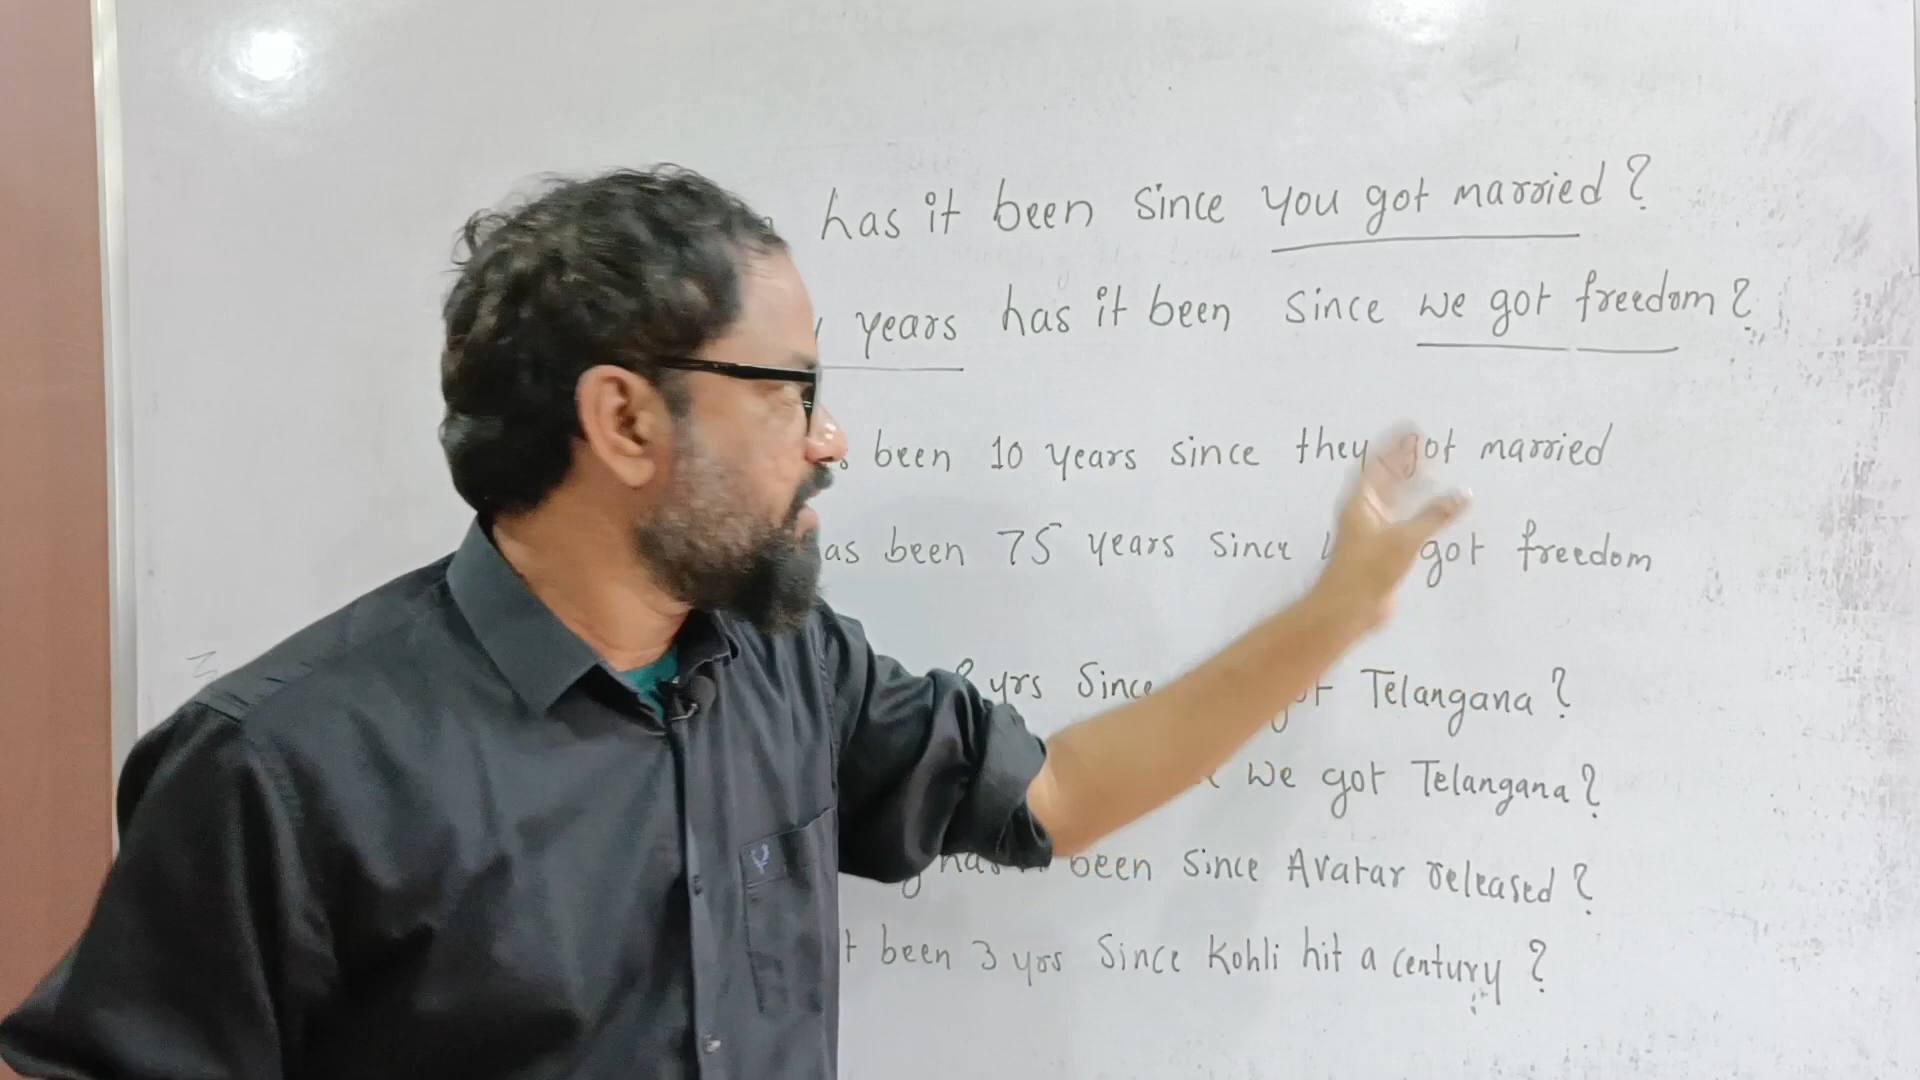 has it been since you got married ?
years has it been since we got freedom ?
been 10 years since they got married
as been 75 years since got freedom
8 yrs since Telangana ?
we got Telangana ?
been since Avatar released ?
been 3 yrs since Kohli hit a century ?